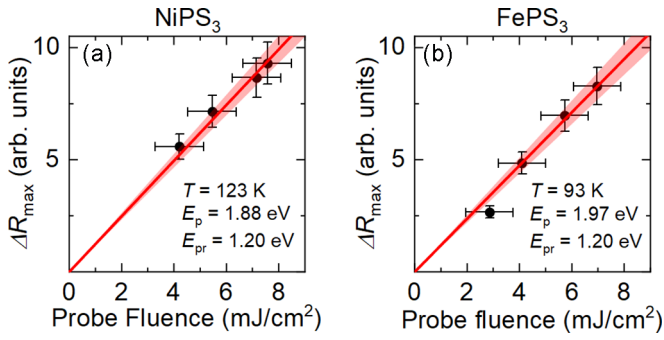 NiPS3
(a)
10
5
ΔRmax (arb. units)
T = 123 K
Ep = 1.88 eV
Epr = 1.20 eV
0 2 4 6 8
Probe Fluence (mJ/cm²)
FePS3
(b)
10
5
ΔRmax (arb. units)
T = 93 K
Ep = 1.97 eV
Epr = 1.20 eV
0 2 4 6 8
Probe fluence (mJ/cm²)